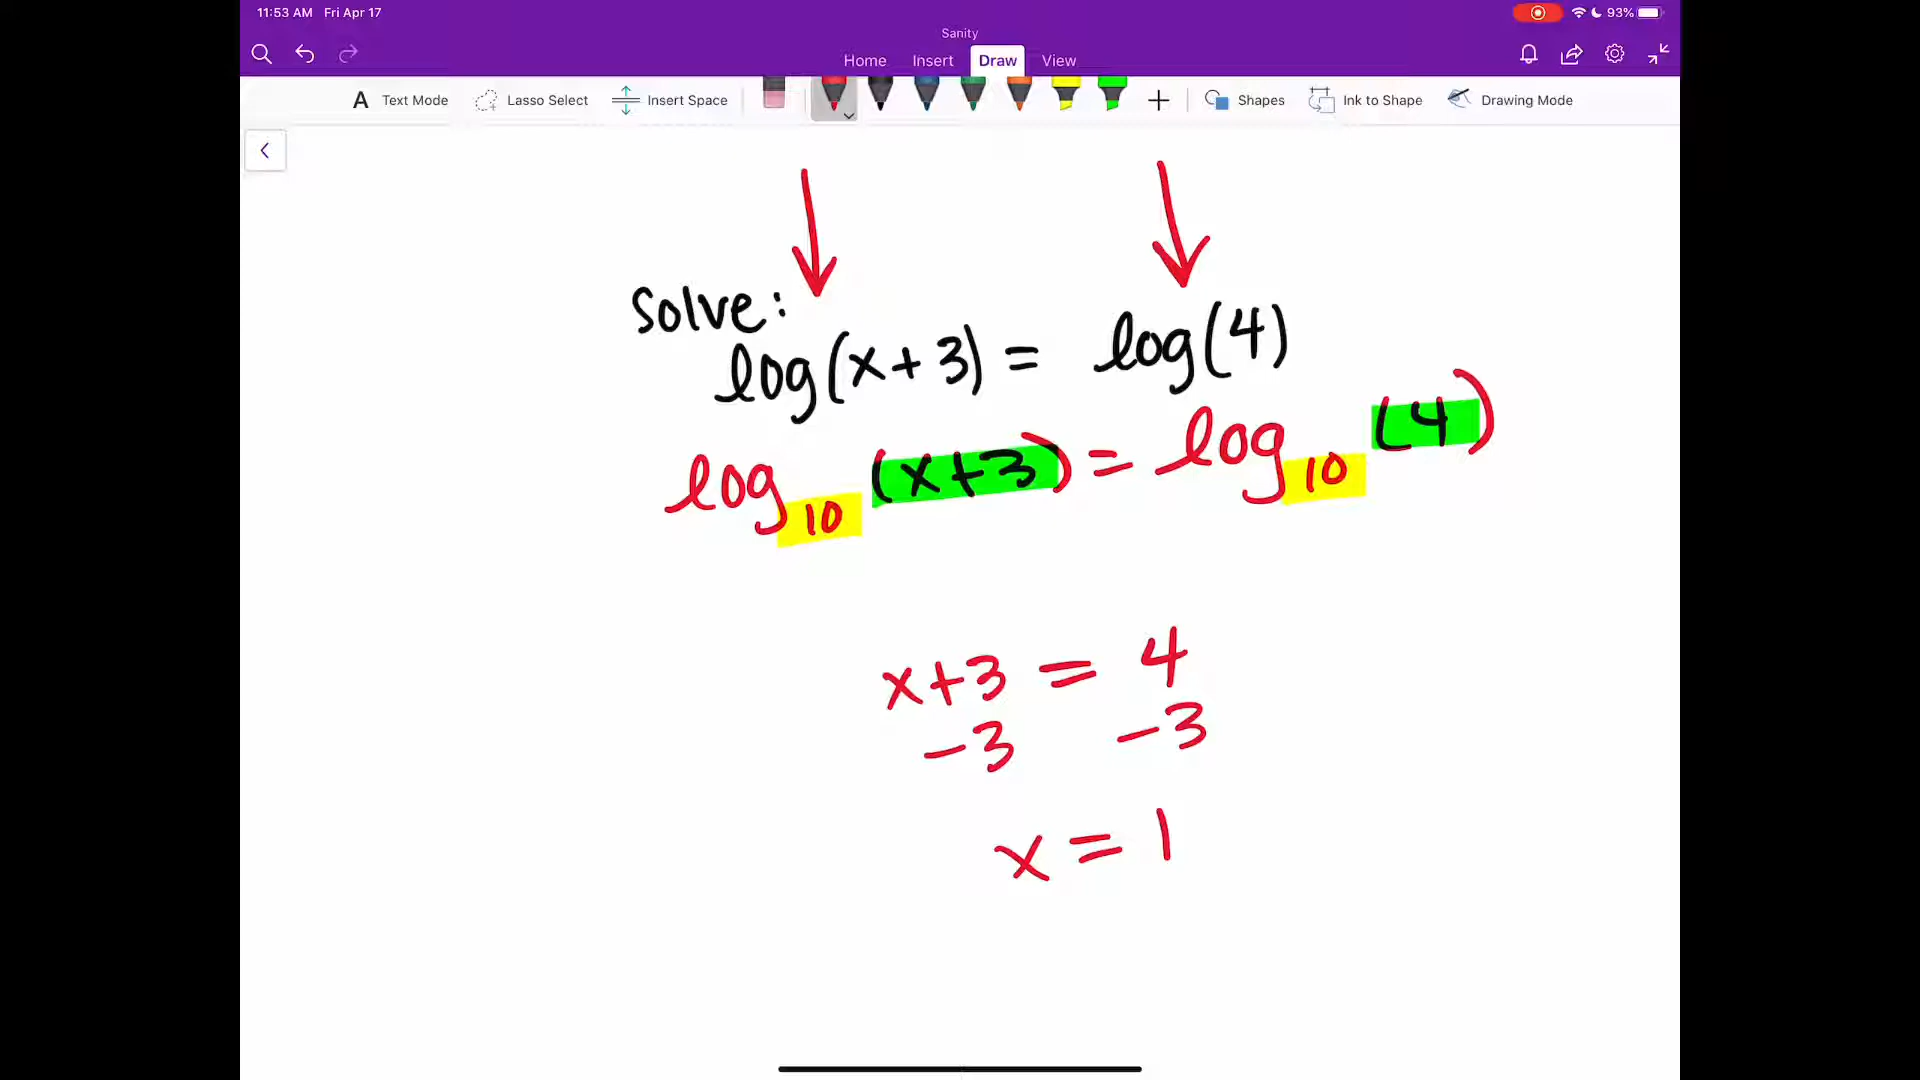 11:53 AM Fri Apr 17 93%
Sanity
Home Insert Draw View
A Text Mode Lasso Select Insert Space Shapes Ink to Shape Drawing Mode
Solve:
log(x+3) = log(4)
log₁₀(x+3) = log₁₀(4)
x+3 = 4
-3 -3
x = 1